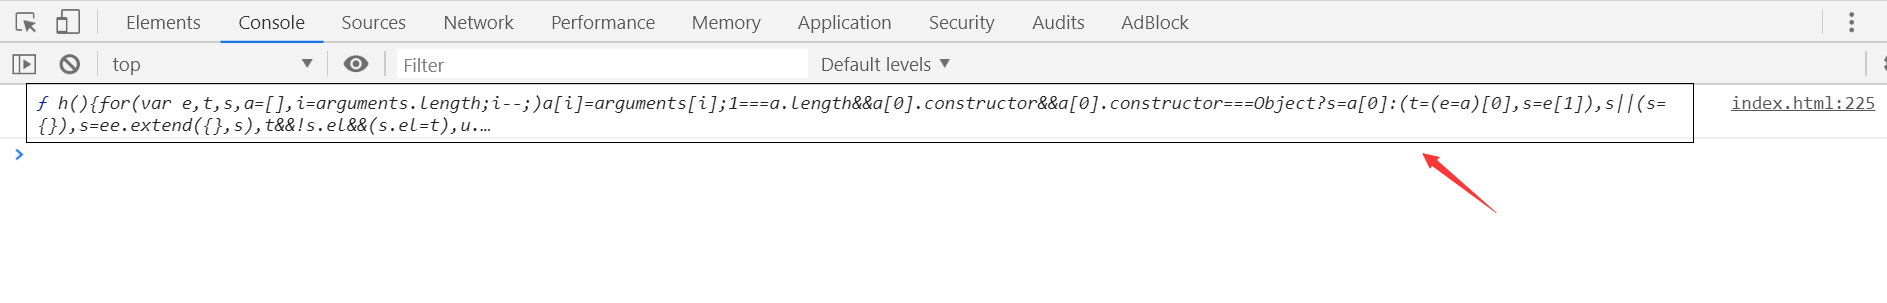 Elements Console Sources Network Performance Memory Application Security Audits AdBlock
top Filter Default levels
ƒ h(){for(var e,t,s,a=[],i=arguments.length;i--;)a[i]=arguments[i];1===a.length&&a[0].constructor&&a[0].constructor===Object?s=a[0]:(t=(e=a)[0],s=e[1]),s||(s= index.html:225
{}),s=ee.extend({},s),t&&!s.el&&(s.el=t),u.…